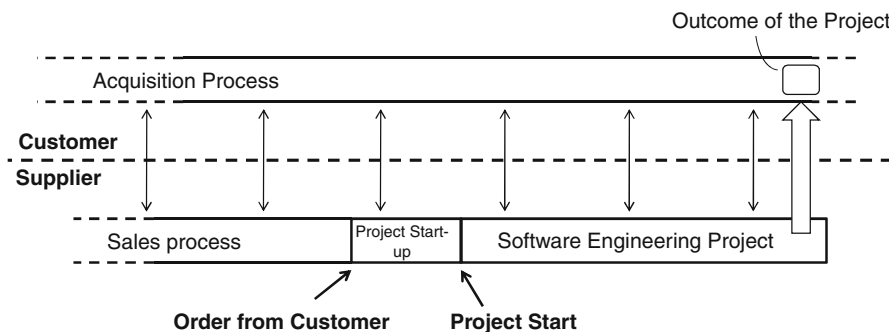 Outcome of the Project
Acquisition Process
Customer
Supplier
Sales process
Project Start-
up
Software Engineering Project
Order from Customer
Project Start